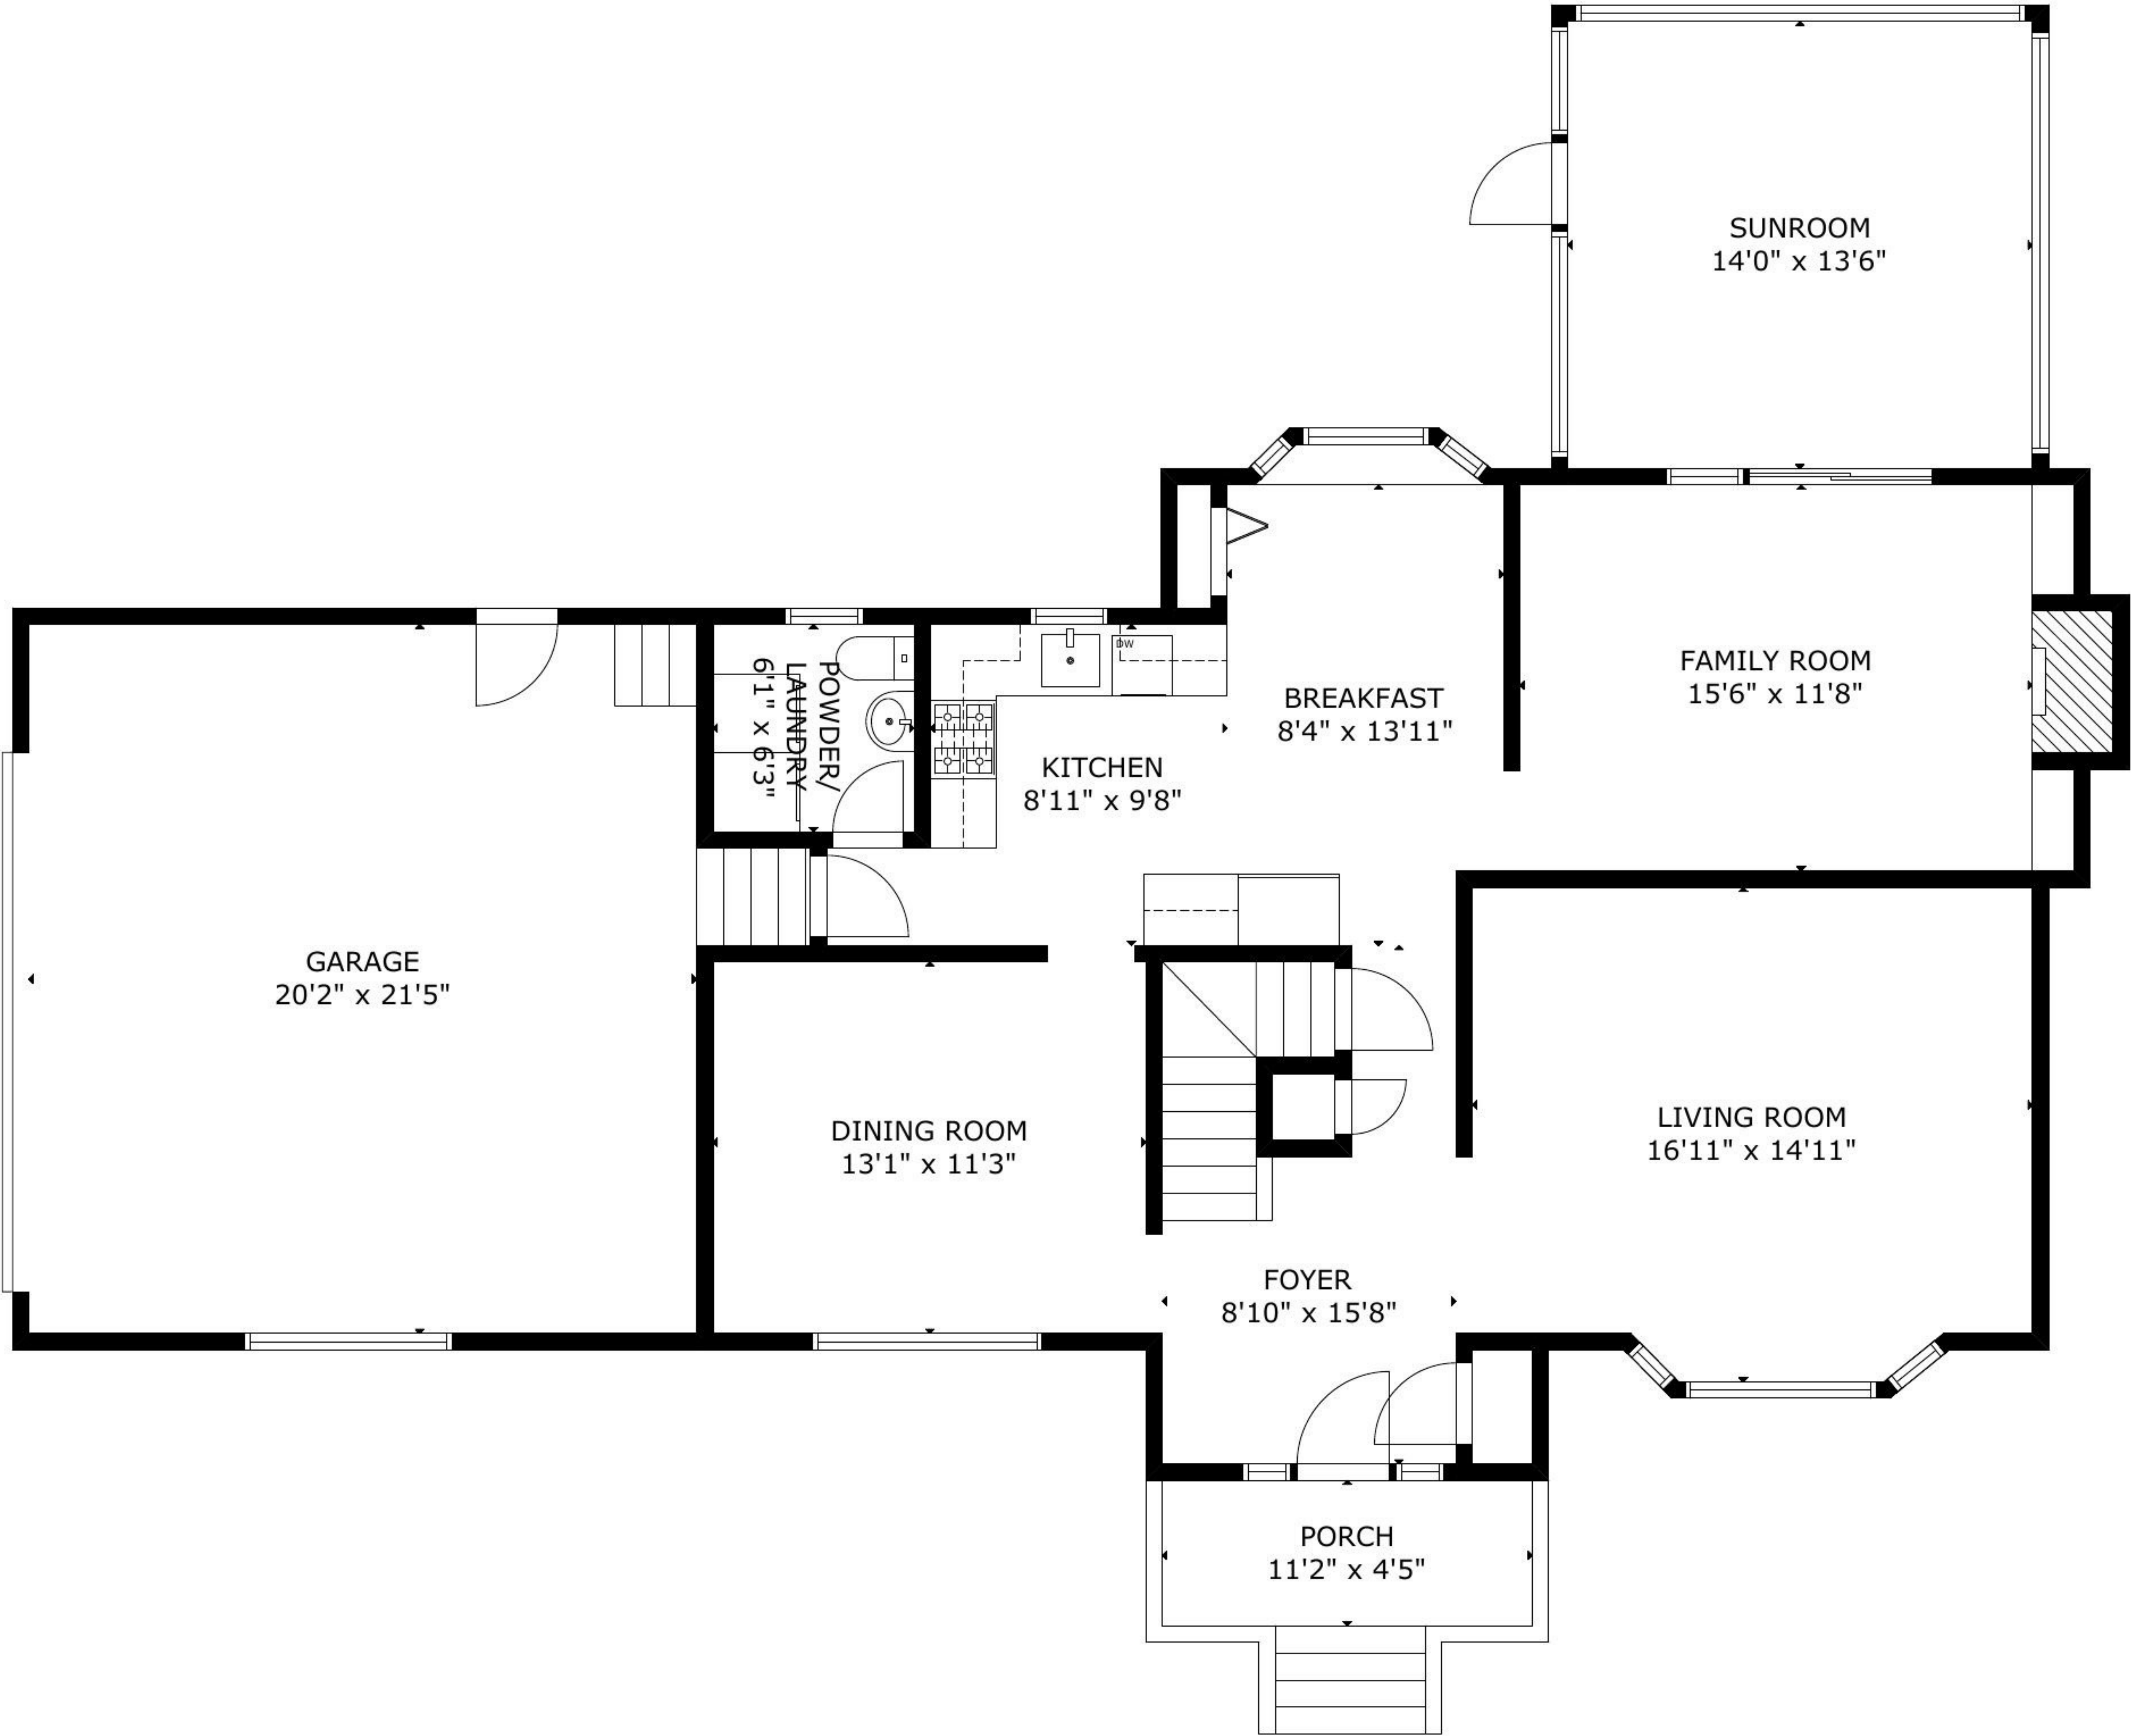 SUNROOM
14'0" x 13'6"
FAMILY ROOM
15'6" x 11'8"
BREAKFAST
8'4" x 13'11"
DW
KITCHEN
8'11" x 9'8"
POWDER/
LAUNDRY
6'1" x 6'3"
GARAGE
20'2" x 21'5"
DINING ROOM
13'1" x 11'3"
LIVING ROOM
16'11" x 14'11"
FOYER
8'10" x 15'8"
PORCH
11'2" x 4'5"